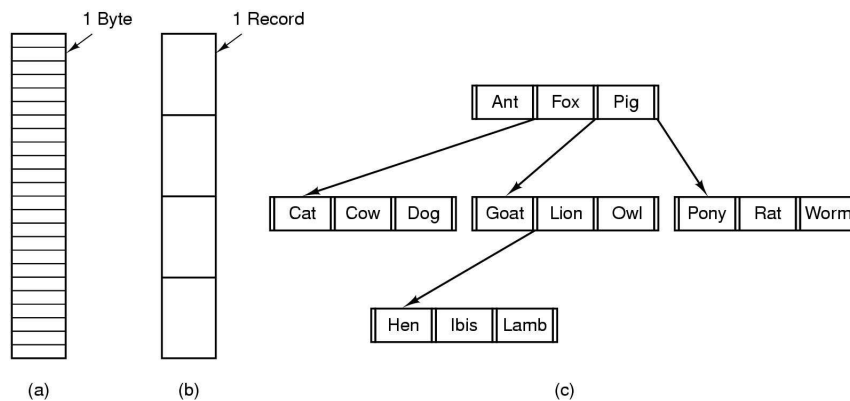 1 Byte
1 Record
Ant Fox Pig
Cat Cow Dog
Goat Lion Owl
Pony Rat Worm
Hen Ibis Lamb
(a)
(b)
(c)